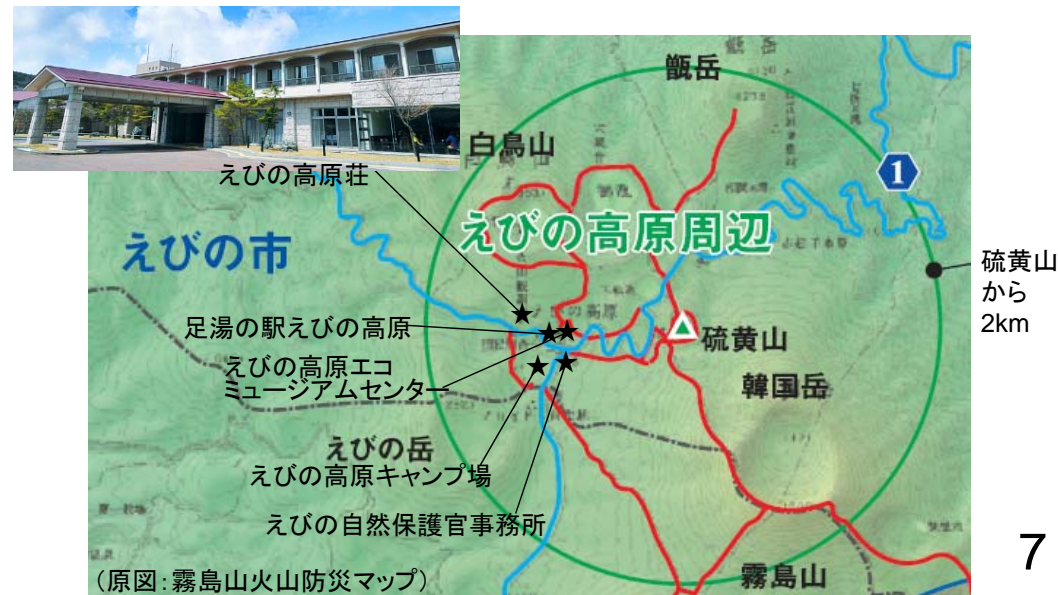 甑岳
白鳥山
えびの高原荘
1
えびの高原周辺
えびの市
硫黄山
から
2km
足湯の駅えびの高原
硫黄山
えびの高原エコ
ミュージアムセンター
韓国岳
えびの岳
えびの高原キャンプ場
えびの自然保護官事務所
7
霧島山
(原図：霧島山火山防災マップ)